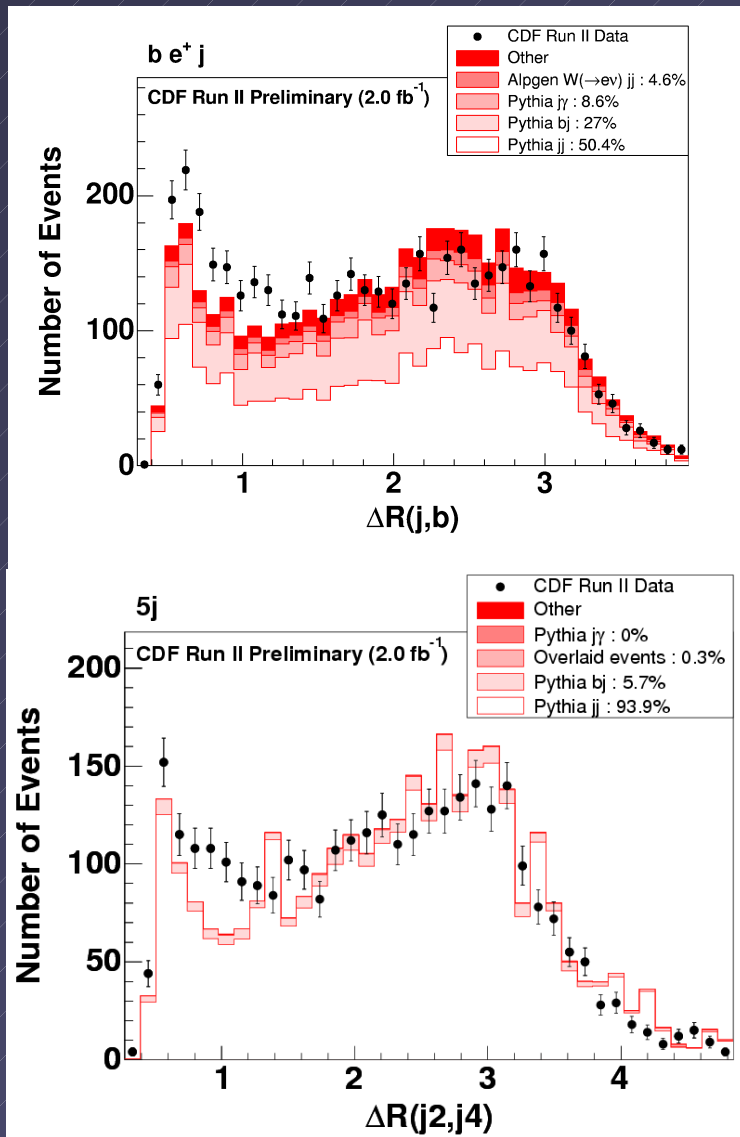 b e+ j
CDF Run II Data
Other
Alpgen W(→eν) jj : 4.6%
Pythia jγ : 8.6%
Pythia bj : 27%
Pythia jj : 50.4%
CDF Run II Preliminary (2.0 fb-1)
Number of Events
200
100
0
1 2 3
ΔR(j,b)
5j
CDF Run II Data
Other
Pythia jγ : 0%
Overlaid events : 0.3%
Pythia bj : 5.7%
Pythia jj : 93.9%
CDF Run II Preliminary (2.0 fb-1)
Number of Events
200
150
100
50
0
1 2 3 4
ΔR(j2,j4)